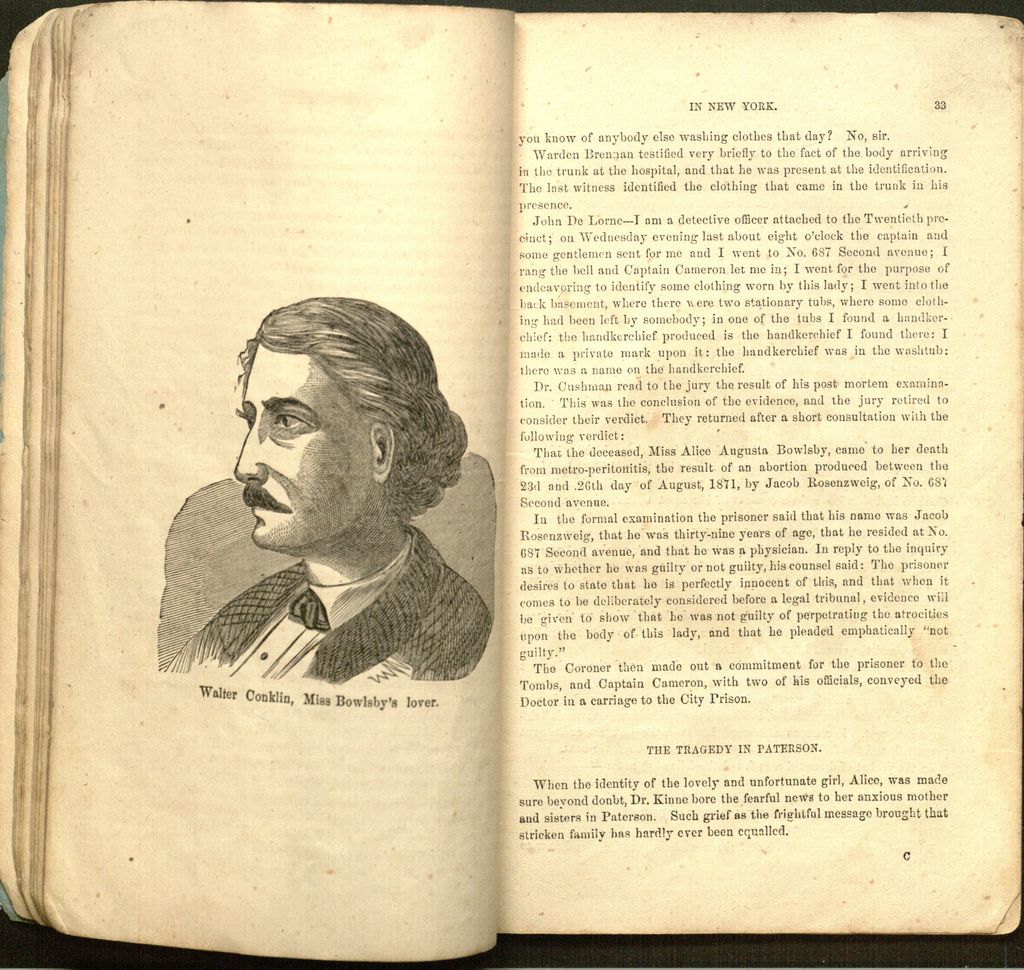 Walter Conklin, Miss Bowlsby's lover.
IN NEW YORK. 33
you know of anybody else washing clothes that day? No, sir.
Warden Brennan testified very briefly to the fact of the body arriving
in the trunk at the hospital, and that he was present at the identification.
The last witness identified the clothing that came in the trunk in his
presence.
John De Lorne—I am a detective officer attached to the Twentieth pre-
cinct; on Wednesday evening last about eight o'clock the captain and
some gentlemen sent for me and I went to No. 687 Second avenue; I
rang the bell and Captain Cameron let me in; I went for the purpose of
endeavoring to identify some clothing worn by this lady; I went into the
back basement, where there were two stationary tubs, where some cloth-
ing had been left by somebody; in one of the tubs I found a handker-
chief: the handkerchief produced is the handkerchief I found there: I
made a private mark upon it: the handkerchief was in the washtub:
there was a name on the handkerchief.
Dr. Cushman read to the jury the result of his post mortem examina-
tion. This was the conclusion of the evidence, and the jury retired to
consider their verdict. They returned after a short consultation with the
following verdict:
That the deceased, Miss Alice Augusta Bowlsby, came to her death
from metro-peritonitis, the result of an abortion produced between the
23d and .26th day of August, 1871, by Jacob Rosenzweig, of No. 687
Second avenue.
In the formal examination the prisoner said that his name was Jacob
Rosenzweig, that he was thirty-nine years of age, that he resided at No.
687 Second avenue, and that he was a physician. In reply to the inquiry
as to whether he was guilty or not guilty, his counsel said: The prisoner
desires to state that he is perfectly innocent of this, and that when it
comes to be deliberately considered before a legal tribunal, evidence will
be given to show that he was not guilty of perpetrating the atrocities
upon the body of this lady, and that he pleaded emphatically "not
guilty."
The Coroner then made out a commitment for the prisoner to the
Tombs, and Captain Cameron, with two of his officials, conveyed the
Doctor in a carriage to the City Prison.
THE TRAGEDY IN PATERSON.
When the identity of the lovely and unfortunate girl, Alice, was made
sure beyond donbt, Dr. Kinne bore the fearful news to her anxious mother
and sisters in Paterson. Such grief as the frightful message brought that
stricken family has hardly ever been equalled.
C